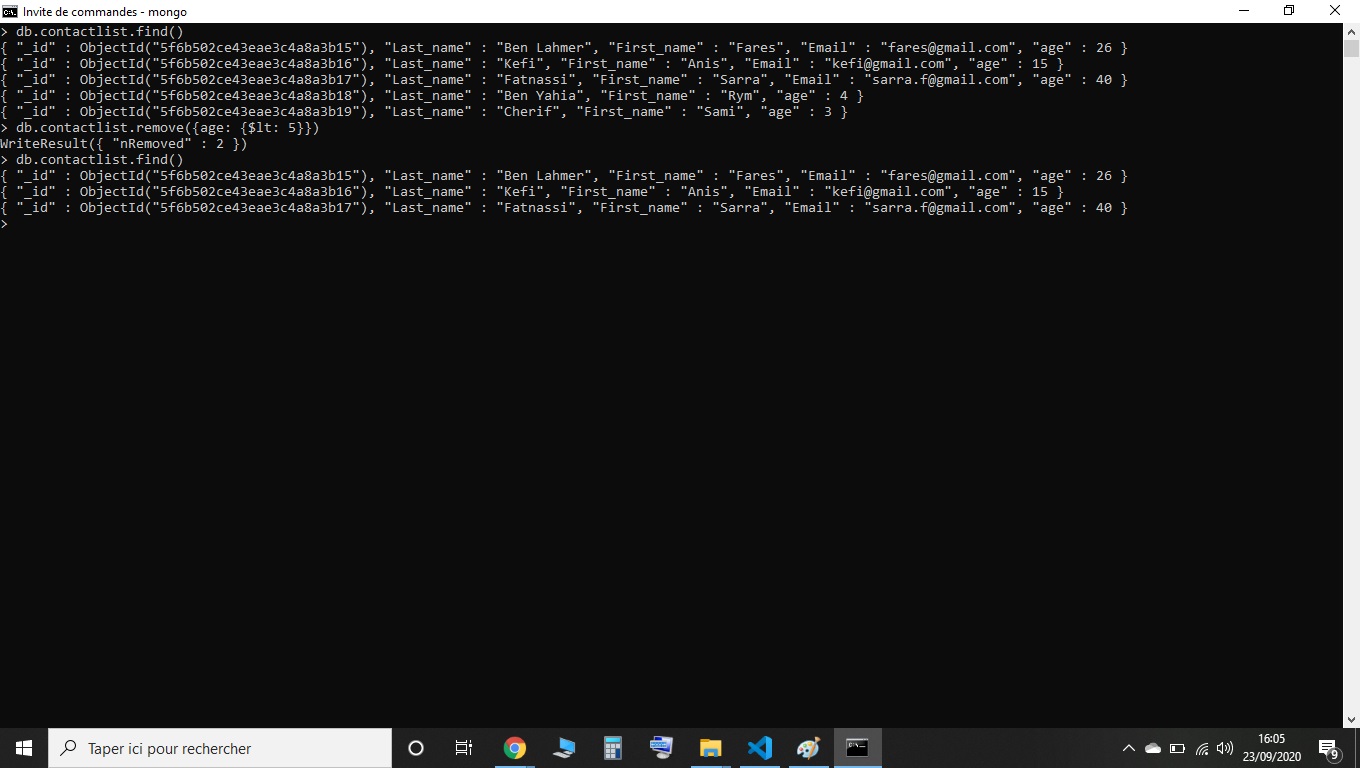 Invite de commandes - mongo
> db.contactlist.find()
{ "_id" : ObjectId("5f6b502ce43eae3c4a8a3b15"), "Last_name" : "Ben Lahmer", "First_name" : "Fares", "Email" : "fares@gmail.com", "age" : 26 }
{ "_id" : ObjectId("5f6b502ce43eae3c4a8a3b16"), "Last_name" : "Kefi", "First_name" : "Anis", "Email" : "kefi@gmail.com", "age" : 15 }
{ "_id" : ObjectId("5f6b502ce43eae3c4a8a3b17"), "Last_name" : "Fatnassi", "First_name" : "Sarra", "Email" : "sarra.f@gmail.com", "age" : 40 }
{ "_id" : ObjectId("5f6b502ce43eae3c4a8a3b18"), "Last_name" : "Ben Yahia", "First_name" : "Rym", "age" : 4 }
{ "_id" : ObjectId("5f6b502ce43eae3c4a8a3b19"), "Last_name" : "Cherif", "First_name" : "Sami", "age" : 3 }
> db.contactlist.remove({age: {$lt: 5}})
WriteResult({ "nRemoved" : 2 })
> db.contactlist.find()
{ "_id" : ObjectId("5f6b502ce43eae3c4a8a3b15"), "Last_name" : "Ben Lahmer", "First_name" : "Fares", "Email" : "fares@gmail.com", "age" : 26 }
{ "_id" : ObjectId("5f6b502ce43eae3c4a8a3b16"), "Last_name" : "Kefi", "First_name" : "Anis", "Email" : "kefi@gmail.com", "age" : 15 }
{ "_id" : ObjectId("5f6b502ce43eae3c4a8a3b17"), "Last_name" : "Fatnassi", "First_name" : "Sarra", "Email" : "sarra.f@gmail.com", "age" : 40 }
>
Taper ici pour rechercher
16:05
23/09/2020
9